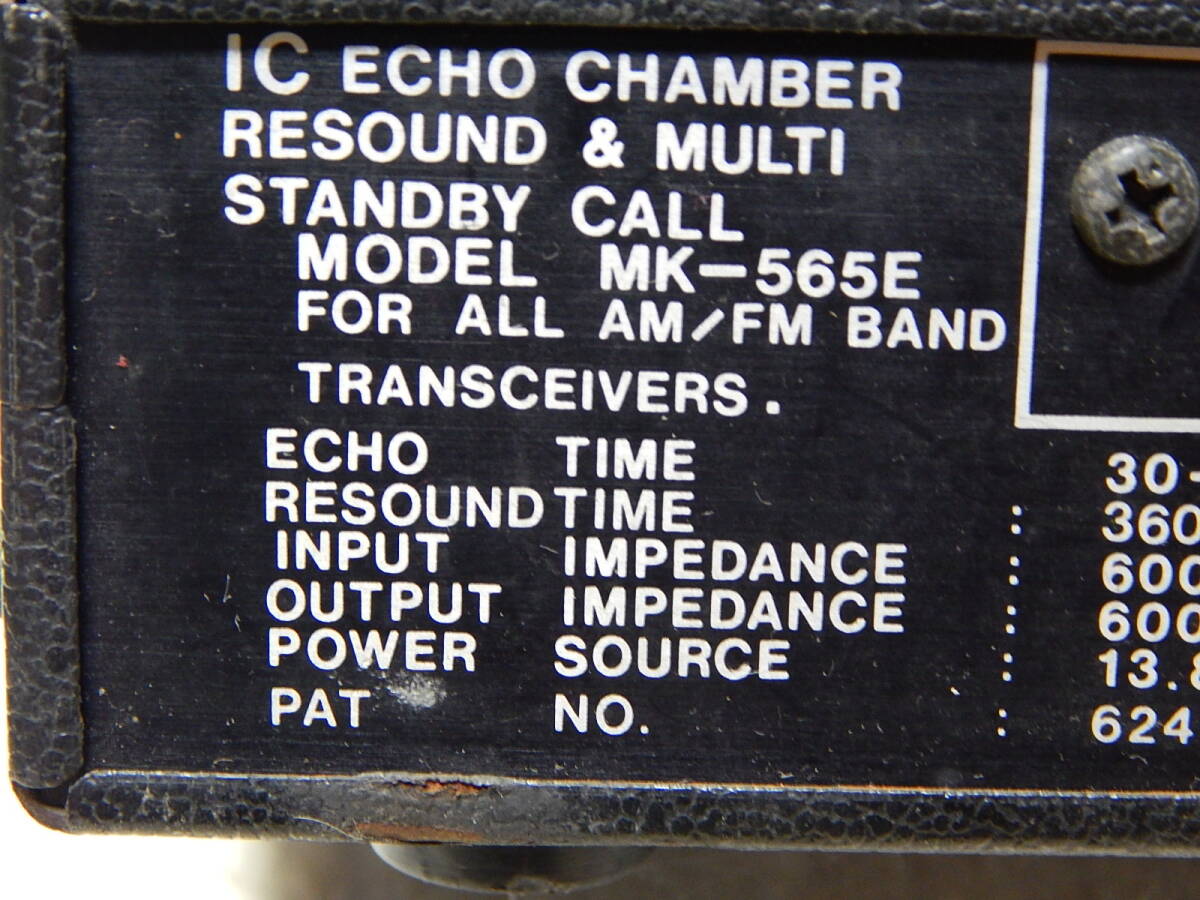 IC ECHO CHAMBER
RESOUND & MULTI
STANDBY CALL
MODEL MK-565E
FOR ALL AM/FM BAND
TRANSCEIVERS.
ECHO TIME 30-
RESOUND TIME : 360
INPUT IMPEDANCE : 600
OUTPUT IMPEDANCE : 600
POWER SOURCE : 13.8
PAT NO. : 624